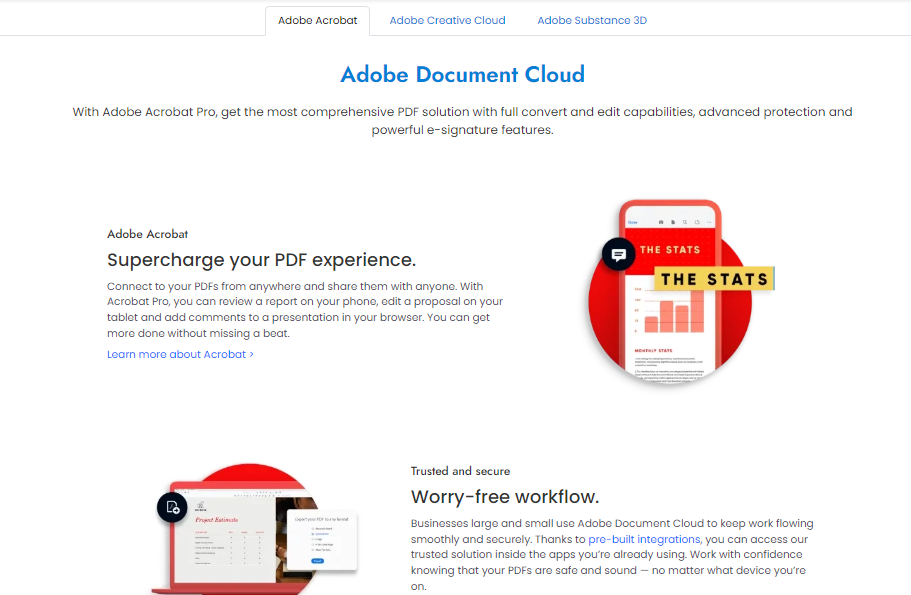 Adobe Acrobat
Adobe Creative Cloud
Adobe Substance 3D
Adobe Document Cloud
With Adobe Acrobat Pro, get the most comprehensive PDF solution with full convert and edit capabilities, advanced protection and
powerful e-signature features.
Adobe Acrobat
Supercharge your PDF experience.
Connect to your PDFs from anywhere and share them with anyone. With
Acrobat Pro, you can review a report on your phone, edit a proposal on your
tablet and add comments to a presentation in your browser. You can get
more done without missing a beat.
Learn more about Acrobat >
THE STATS
THE STATS
MONTHLY STATS
Project Estimate
Export your PDF to any format
Trusted and secure
Worry-free workflow.
Businesses large and small use Adobe Document Cloud to keep work flowing
smoothly and securely. Thanks to pre-built integrations, you can access our
trusted solution inside the apps you’re already using. Work with confidence
knowing that your PDFs are safe and sound — no matter what device you’re
on.